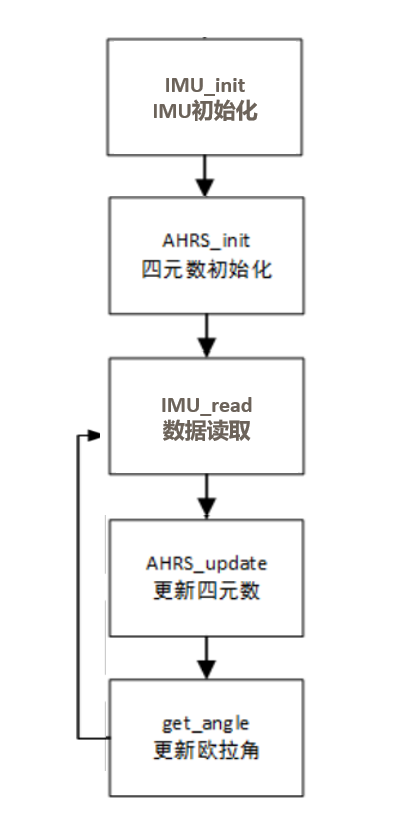 IMU_init
IMU初始化
AHRS_init
四元数初始化
IMU_read
数据读取
AHRS_update
更新四元数
get_angle
更新欧拉角